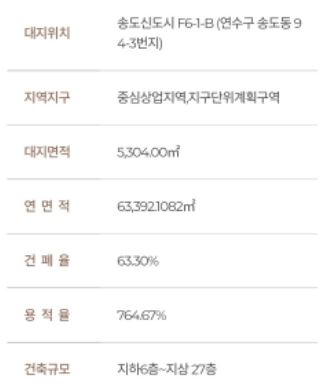 대지위치 송도신도시 F6-1-B (연수구 송도동 9
4-3번지)
지역지구 중심상업지역,지구단위계획구역
대지면적 5,304.00㎡
연 면 적 63,392.1082㎡
건 폐 율 63.30%
용 적 율 764.67%
건축규모 지하6층~지상 27층